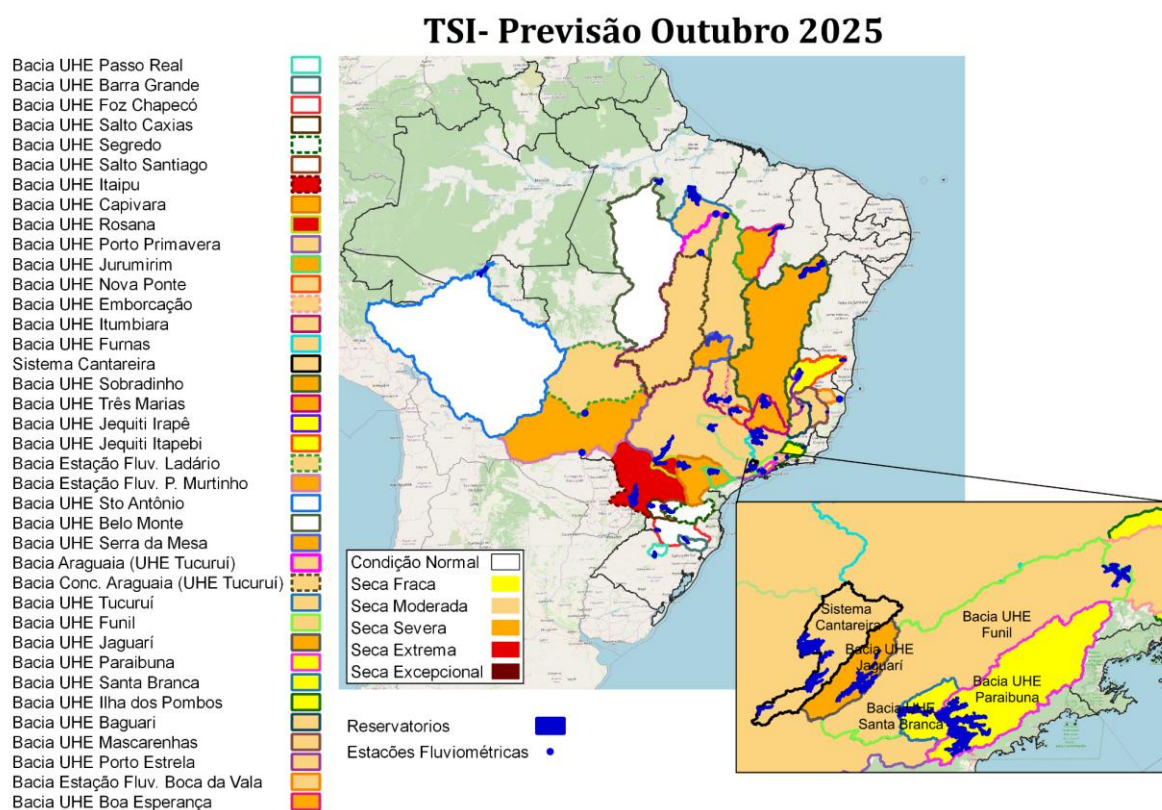 TSI- Previsão Outubro 2025
Bacia UHE Passo Real
Bacia UHE Barra Grande
Bacia UHE Foz Chapecó
Bacia UHE Salto Caxias
Bacia UHE Segredo
Bacia UHE Salto Santiago
Bacia UHE Itaipu
Bacia UHE Capivara
Bacia UHE Rosana
Bacia UHE Porto Primavera
Bacia UHE Jurumirim
Bacia UHE Nova Ponte
Bacia UHE Emborcação
Bacia UHE Itumbiara
Bacia UHE Furnas
Sistema Cantareira
Bacia UHE Sobradinho
Bacia UHE Três Marias
Bacia UHE Jequiti Irapê
Bacia UHE Jequiti Itapebi
Bacia Estação Fluv. Ladário
Bacia Estação Fluv. P. Murtinho
Bacia UHE Sto Antônio
Bacia UHE Belo Monte
Bacia UHE Serra da Mesa
Bacia Araguaia (UHE Tucuruí)
Bacia Conc. Araguaia (UHE Tucuruí)
Bacia UHE Tucuruí
Bacia UHE Funil
Bacia UHE Jaguarí
Bacia UHE Paraibuna
Bacia UHE Santa Branca
Bacia UHE Ilha dos Pombos
Bacia UHE Baguari
Bacia UHE Mascarenhas
Bacia UHE Porto Estrela
Bacia Estação Fluv. Boca da Vala
Bacia UHE Boa Esperança
Condição Normal
Seca Fraca
Seca Moderada
Seca Severa
Seca Extrema
Seca Excepcional
Reservatorios
Estacões Fluviométricas
Sistema
Cantareira
Bacia UHE
Funil
Bacia UHE
Jaguarí
Bacia UHE
Paraibuna
Bacia UHE
Santa Branca